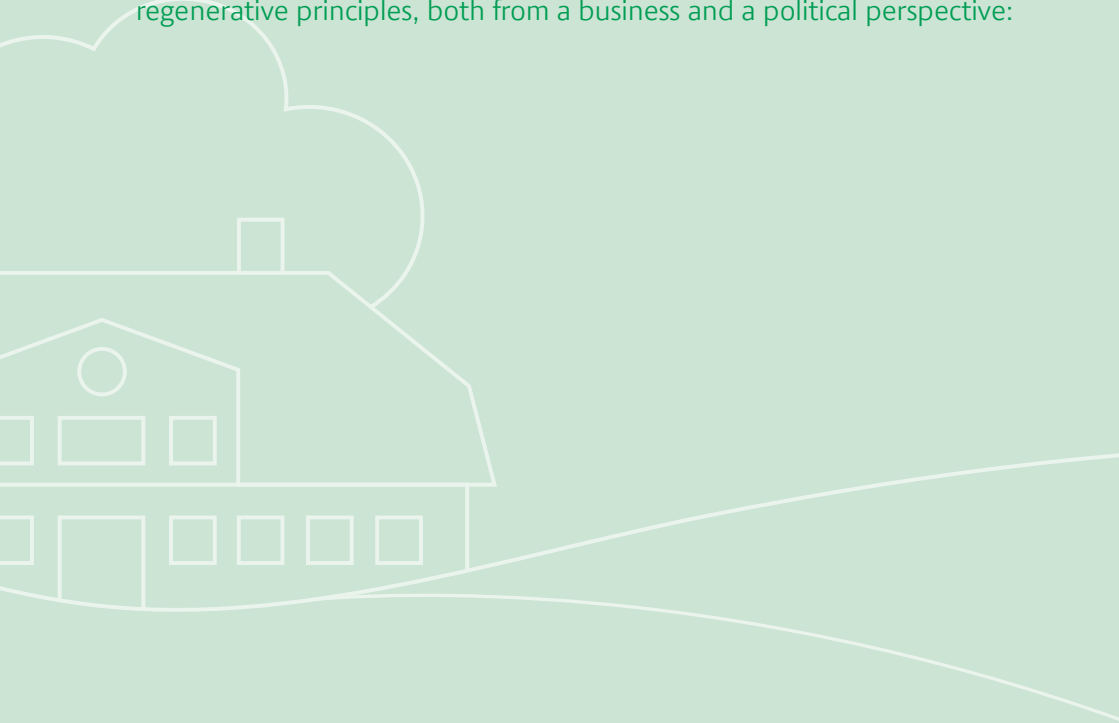 regenerative principles, both from a business and a political perspective: